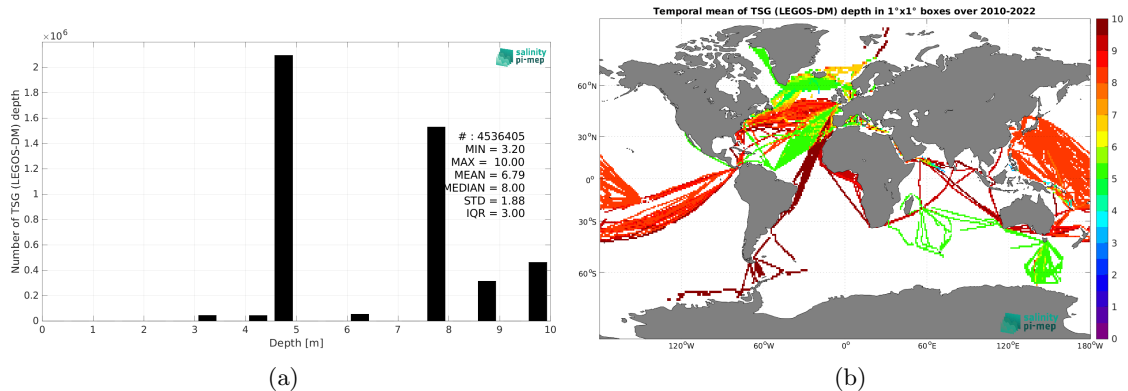 ×10⁶
2
1.8
1.6
1.4
1.2
1
0.8
0.6
0.4
0.2
0
Number of TSG (LEGOS-DM) depth
salinity
pi-mep
# : 4536405
MIN = 3.20
MAX = 10.00
MEAN = 6.79
MEDIAN = 8.00
STD = 1.88
IQR = 3.00
0 1 2 3 4 5 6 7 8 9 10
Depth [m]
(a)
Temporal mean of TSG (LEGOS-DM) depth in 1°x1° boxes over 2010-2022
60°N
30°N
0°
30°S
60°S
120°W 60°W 0° 60°E 120°E 180°W
salinity
pi-mep
10
9
8
7
6
5
4
3
2
1
0
(b)